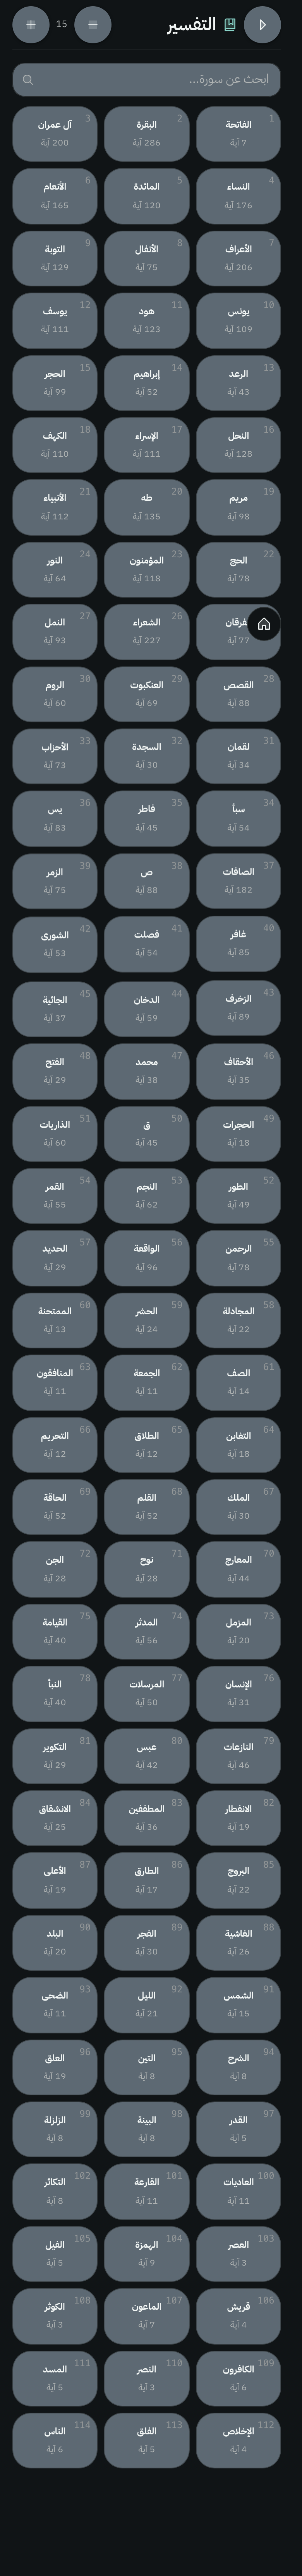 التفسير
15
ابحث عن سورة...
1
الفاتحة
7 آية
2
البقرة
286 آية
3
آل عمران
200 آية
4
النساء
176 آية
5
المائدة
120 آية
6
الأنعام
165 آية
7
الأعراف
206 آية
8
الأنفال
75 آية
9
التوبة
129 آية
10
يونس
109 آية
11
هود
123 آية
12
يوسف
111 آية
13
الرعد
43 آية
14
إبراهيم
52 آية
15
الحجر
99 آية
16
النحل
128 آية
17
الإسراء
111 آية
18
الكهف
110 آية
19
مريم
98 آية
20
طه
135 آية
21
الأنبياء
112 آية
22
الحج
78 آية
23
المؤمنون
118 آية
24
النور
64 آية
77 آية
26
الشعراء
227 آية
27
النمل
93 آية
28
القصص
88 آية
29
العنكبوت
69 آية
30
الروم
60 آية
31
لقمان
34 آية
32
السجدة
30 آية
33
الأحزاب
73 آية
34
سبأ
54 آية
35
فاطر
45 آية
36
يس
83 آية
37
الصافات
182 آية
38
ص
88 آية
39
الزمر
75 آية
40
غافر
85 آية
41
فصلت
54 آية
42
الشورى
53 آية
43
الزخرف
89 آية
44
الدخان
59 آية
45
الجاثية
37 آية
46
الأحقاف
35 آية
47
محمد
38 آية
48
الفتح
29 آية
49
الحجرات
18 آية
50
ق
45 آية
51
الذاريات
60 آية
52
الطور
49 آية
53
النجم
62 آية
54
القمر
55 آية
55
الرحمن
78 آية
56
الواقعة
96 آية
57
الحديد
29 آية
58
المجادلة
22 آية
59
الحشر
24 آية
60
الممتحنة
13 آية
61
الصف
14 آية
62
الجمعة
11 آية
63
المنافقون
11 آية
64
التغابن
18 آية
65
الطلاق
12 آية
66
التحريم
12 آية
67
الملك
30 آية
68
القلم
52 آية
69
الحاقة
52 آية
70
المعارج
44 آية
71
نوح
28 آية
72
الجن
28 آية
73
المزمل
20 آية
74
المدثر
56 آية
75
القيامة
40 آية
76
الإنسان
31 آية
77
المرسلات
50 آية
78
النبأ
40 آية
79
النازعات
46 آية
80
عبس
42 آية
81
التكوير
29 آية
82
الانفطار
19 آية
83
المطففين
36 آية
84
الانشقاق
25 آية
85
البروج
22 آية
86
الطارق
17 آية
87
الأعلى
19 آية
88
الغاشية
26 آية
89
الفجر
30 آية
90
البلد
20 آية
91
الشمس
15 آية
92
الليل
21 آية
93
الضحى
11 آية
94
الشرح
8 آية
95
التين
8 آية
96
العلق
19 آية
97
القدر
5 آية
98
البينة
8 آية
99
الزلزلة
8 آية
100
العاديات
11 آية
101
القارعة
11 آية
102
التكاثر
8 آية
103
العصر
3 آية
104
الهمزة
9 آية
105
الفيل
5 آية
106
قريش
4 آية
107
الماعون
7 آية
108
الكوثر
3 آية
109
الكافرون
6 آية
110
النصر
3 آية
111
المسد
5 آية
112
الإخلاص
4 آية
113
الفلق
5 آية
114
الناس
6 آية